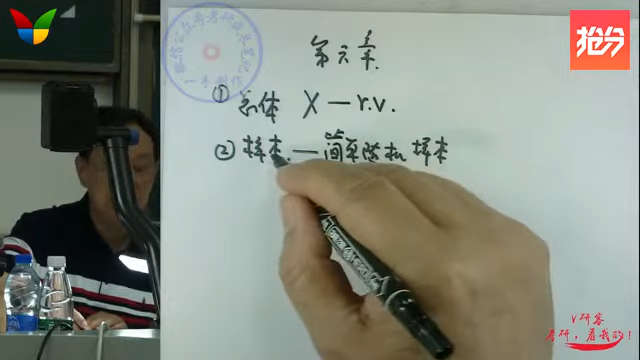 抢分
第六章
① 总体 X — r.v.
② 样本 — 简单随机样本
V研客
考研，看我的！